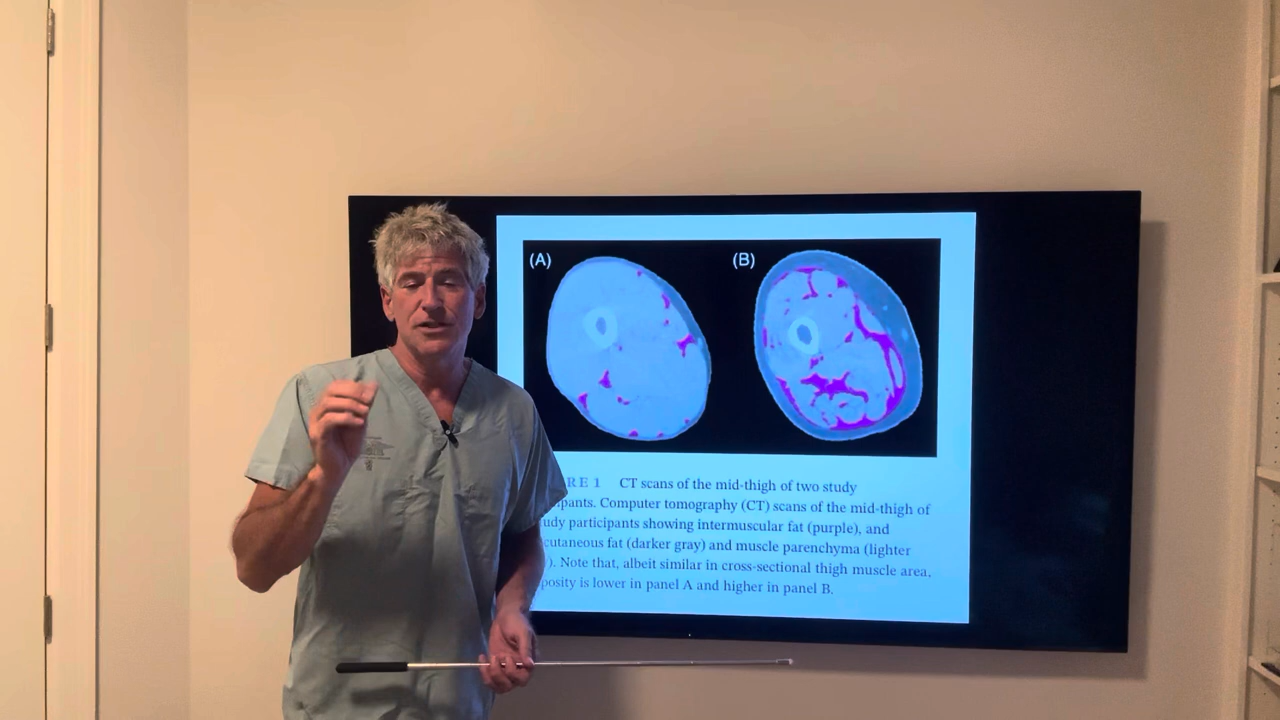 (A) (B)
RE 1 CT scans of the mid-thigh of two study
pants. Computer tomography (CT) scans of the mid-thigh of
udy participants showing intermuscular fat (purple), and
cutaneous fat (darker gray) and muscle parenchyma (lighter
). Note that, albeit similar in cross-sectional thigh muscle area,
posity is lower in panel A and higher in panel B.